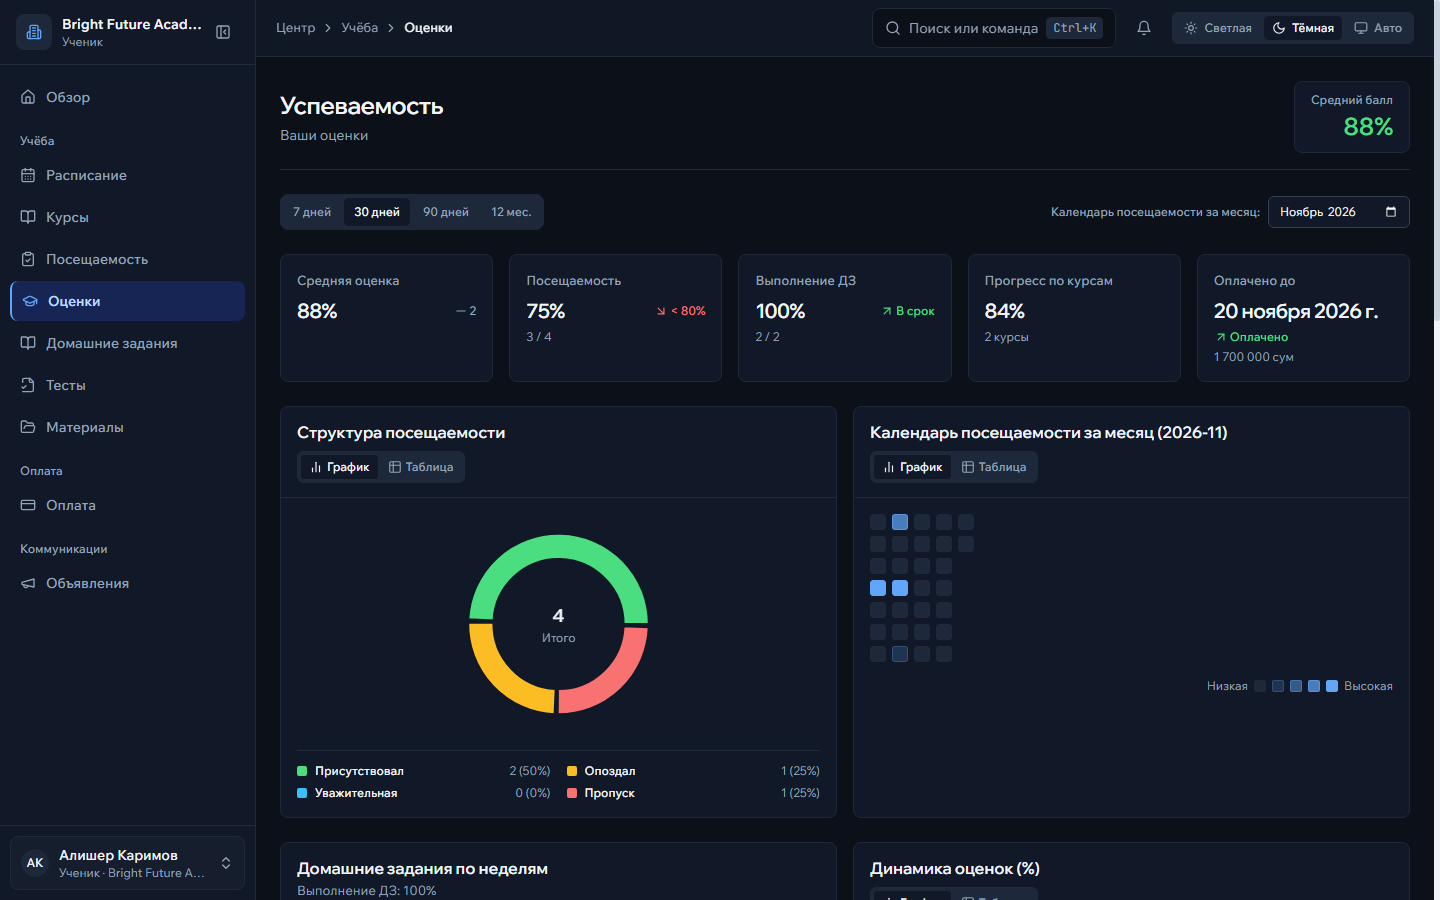 Bright Future Acad...
Ученик
Обзор
Учёба
Расписание
Курсы
Посещаемость
Оценки
Домашние задания
Тесты
Материалы
Оплата
Оплата
Коммуникации
Объявления
АК
Алишер Каримов
Ученик · Bright Future A...
Центр > Учёба > Оценки
Поиск или команда Ctrl+K
Светлая Тёмная Авто
Успеваемость
Ваши оценки
Средний балл
88%
7 дней 30 дней 90 дней 12 мес.
Календарь посещаемости за месяц: Ноябрь 2026
Средняя оценка
88% — 2
Посещаемость
75% < 80%
3 / 4
Выполнение ДЗ
100% В срок
2 / 2
Прогресс по курсам
84%
2 курсы
Оплачено до
20 ноября 2026 г.
Оплачено
1 700 000 сум
Структура посещаемости
График Таблица
4
Итого
Присутствовал 2 (50%)
Опоздал 1 (25%)
Уважительная 0 (0%)
Пропуск 1 (25%)
Календарь посещаемости за месяц (2026-11)
График Таблица
Низкая Высокая
Домашние задания по неделям
Выполнение ДЗ: 100%
Динамика оценок (%)